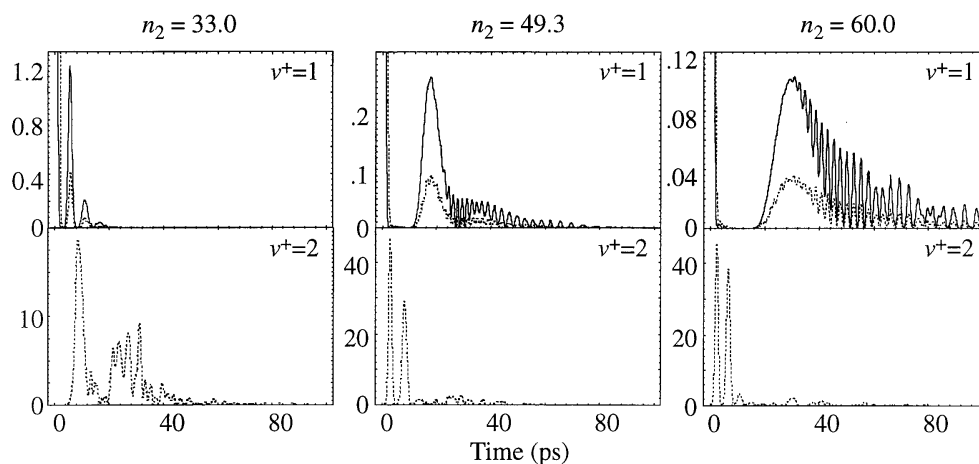 n₂ = 33.0 n₂ = 49.3 n₂ = 60.0
v⁺=1 v⁺=1 v⁺=1
1.2 .2 .12
0.8 .1 .08
0.4 0 .04
0 0
v⁺=2 v⁺=2 v⁺=2
10 40 40
0 20 20
0 0
0 40 80 0 40 80 0 40 80
Time (ps)